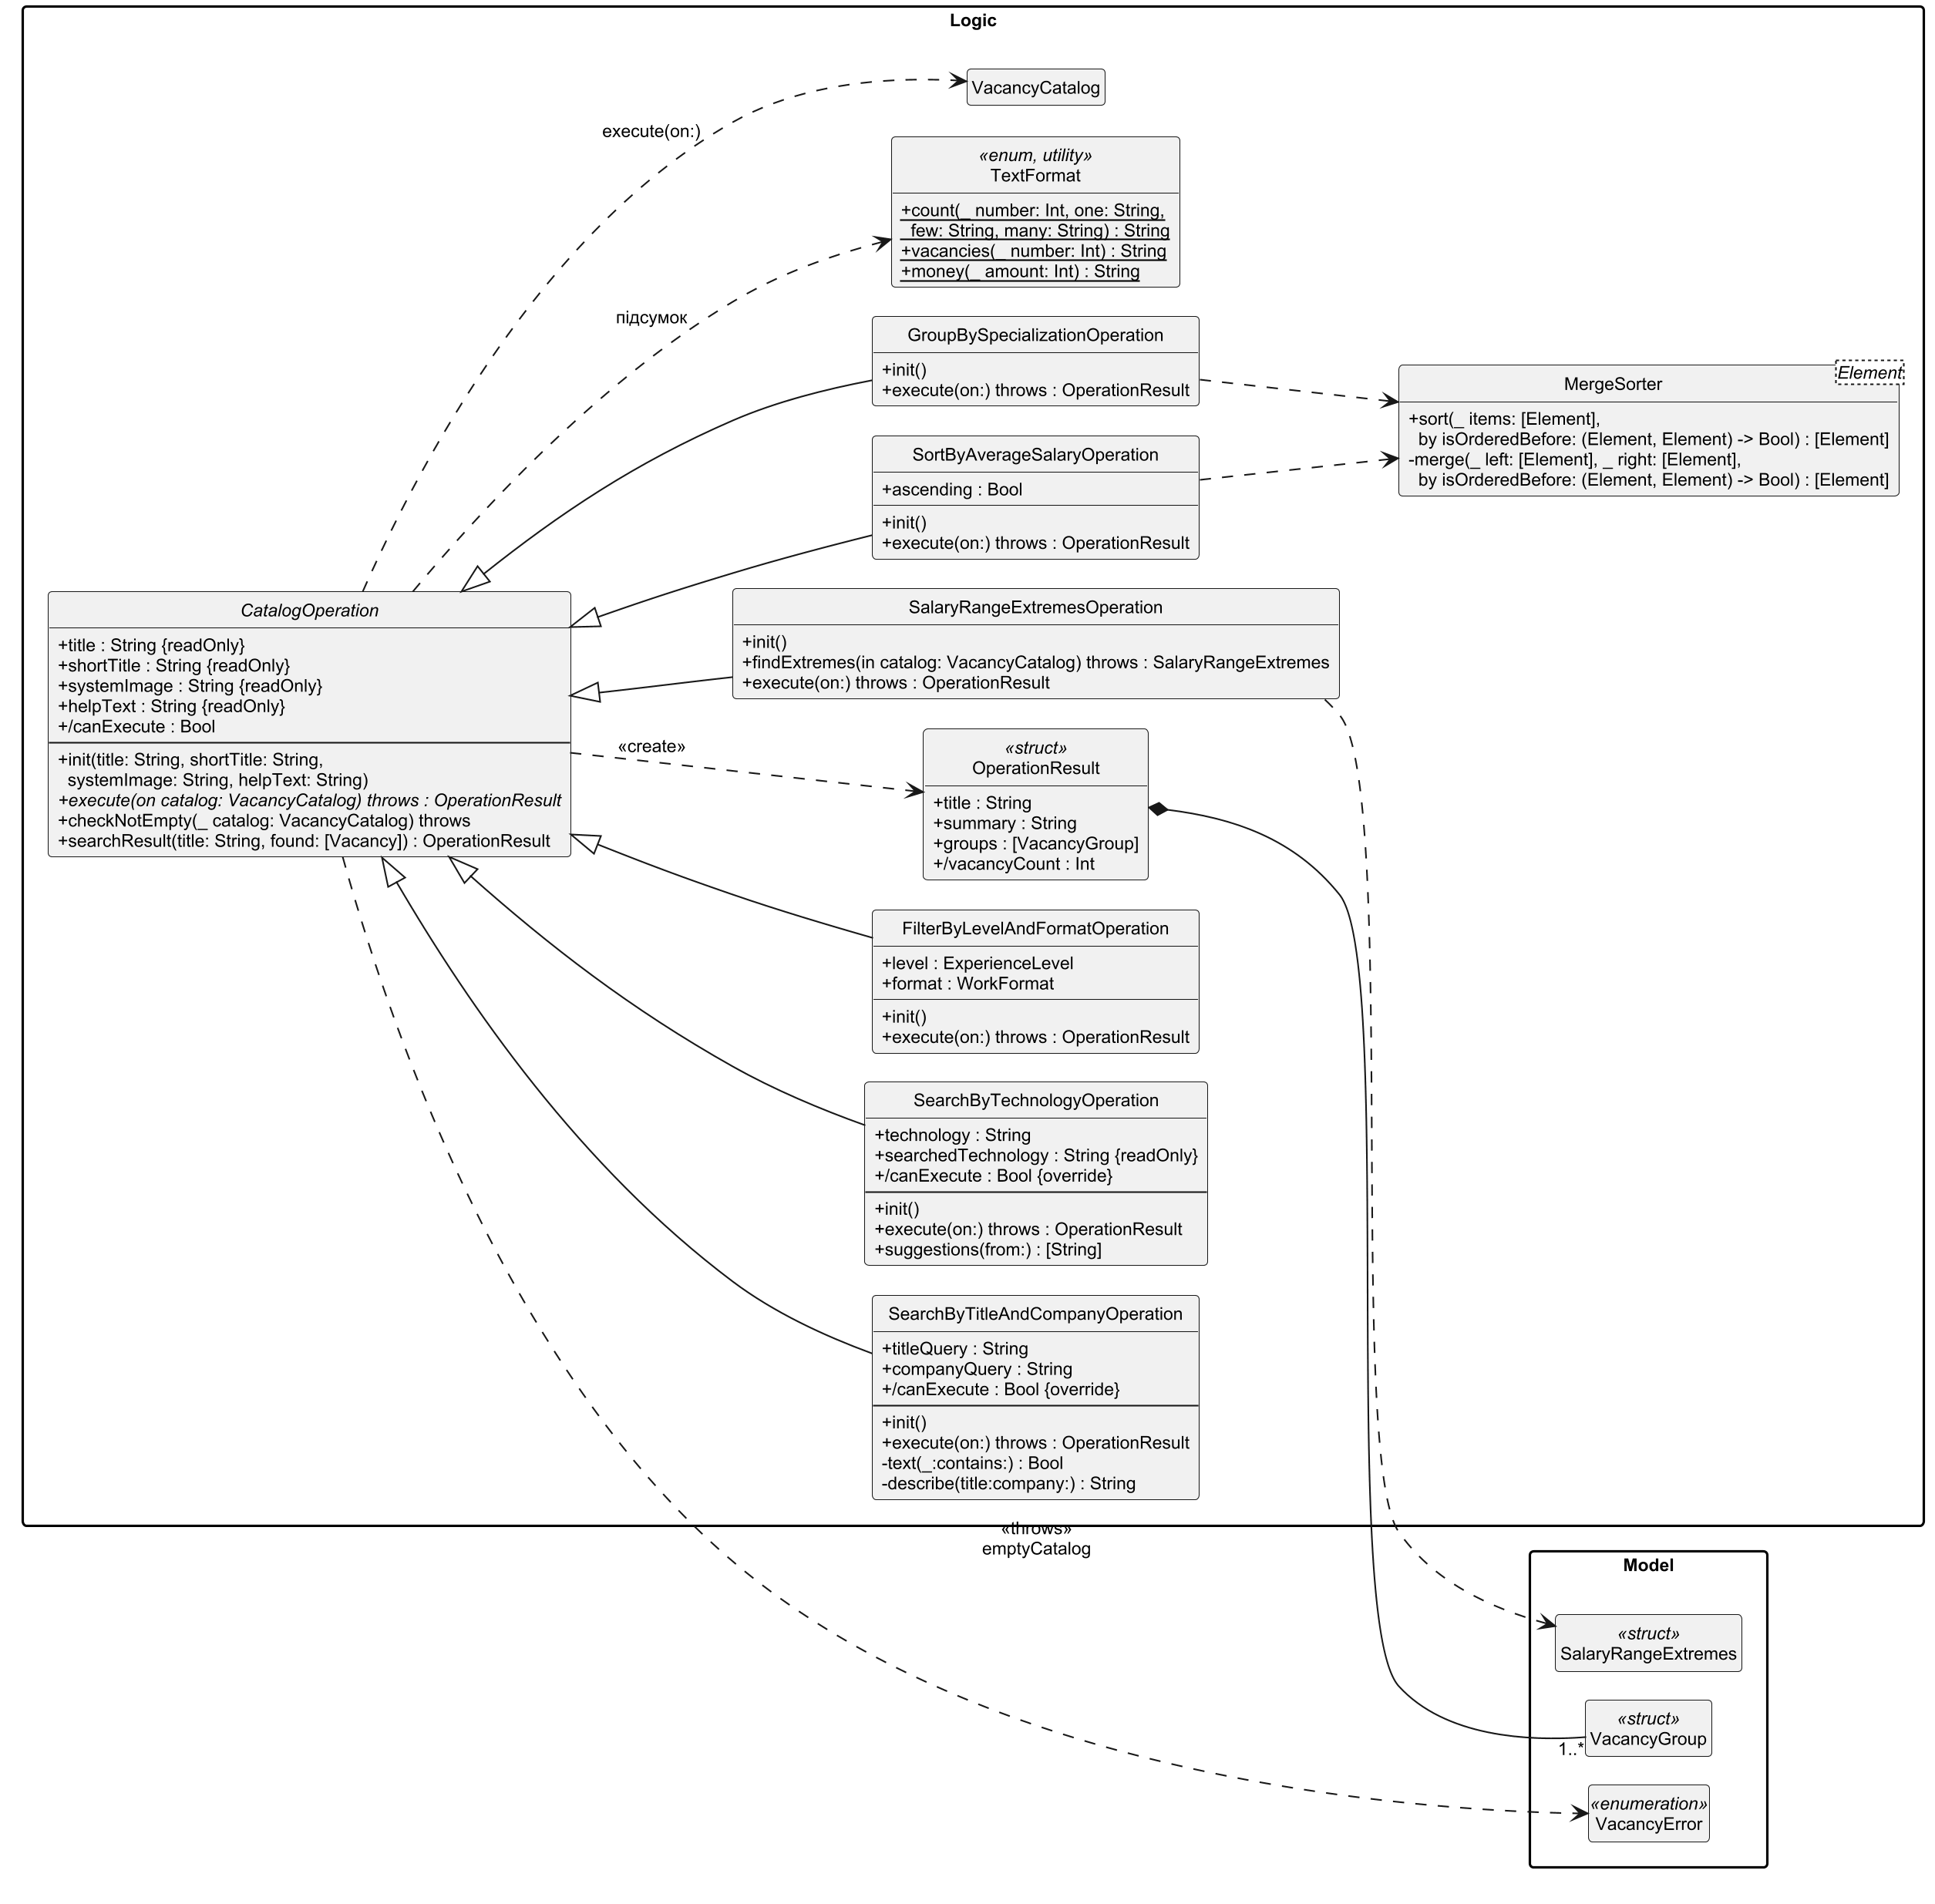 Logic
VacancyCatalog
execute(on:)
«enum, utility»
TextFormat
+count(_ number: Int, one: String,
few: String, many: String) : String
+vacancies(_ number: Int) : String
+money(_ amount: Int) : String
підсумок
GroupBySpecializationOperation
+init()
+execute(on:) throws : OperationResult
Element
MergeSorter
+sort(_ items: [Element],
by isOrderedBefore: (Element, Element) -> Bool) : [Element]
-merge(_ left: [Element], _ right: [Element],
by isOrderedBefore: (Element, Element) -> Bool) : [Element]
SortByAverageSalaryOperation
+ascending : Bool
+init()
+execute(on:) throws : OperationResult
CatalogOperation
+title : String {readOnly}
+shortTitle : String {readOnly}
+systemImage : String {readOnly}
+helpText : String {readOnly}
+/canExecute : Bool
+init(title: String, shortTitle: String,
systemImage: String, helpText: String)
+execute(on catalog: VacancyCatalog) throws : OperationResult
+checkNotEmpty(_ catalog: VacancyCatalog) throws
+searchResult(title: String, found: [Vacancy]) : OperationResult
SalaryRangeExtremesOperation
+init()
+findExtremes(in catalog: VacancyCatalog) throws : SalaryRangeExtremes
+execute(on:) throws : OperationResult
«create»
«struct»
OperationResult
+title : String
+summary : String
+groups : [VacancyGroup]
+/vacancyCount : Int
FilterByLevelAndFormatOperation
+level : ExperienceLevel
+format : WorkFormat
+init()
+execute(on:) throws : OperationResult
SearchByTechnologyOperation
+technology : String
+searchedTechnology : String {readOnly}
+/canExecute : Bool {override}
+init()
+execute(on:) throws : OperationResult
+suggestions(from:) : [String]
SearchByTitleAndCompanyOperation
+titleQuery : String
+companyQuery : String
+/canExecute : Bool {override}
+init()
+execute(on:) throws : OperationResult
-text(_:contains:) : Bool
-describe(title:company:) : String
«throws»
emptyCatalog
Model
«struct»
SalaryRangeExtremes
«struct»
VacancyGroup
1..*
«enumeration»
VacancyError